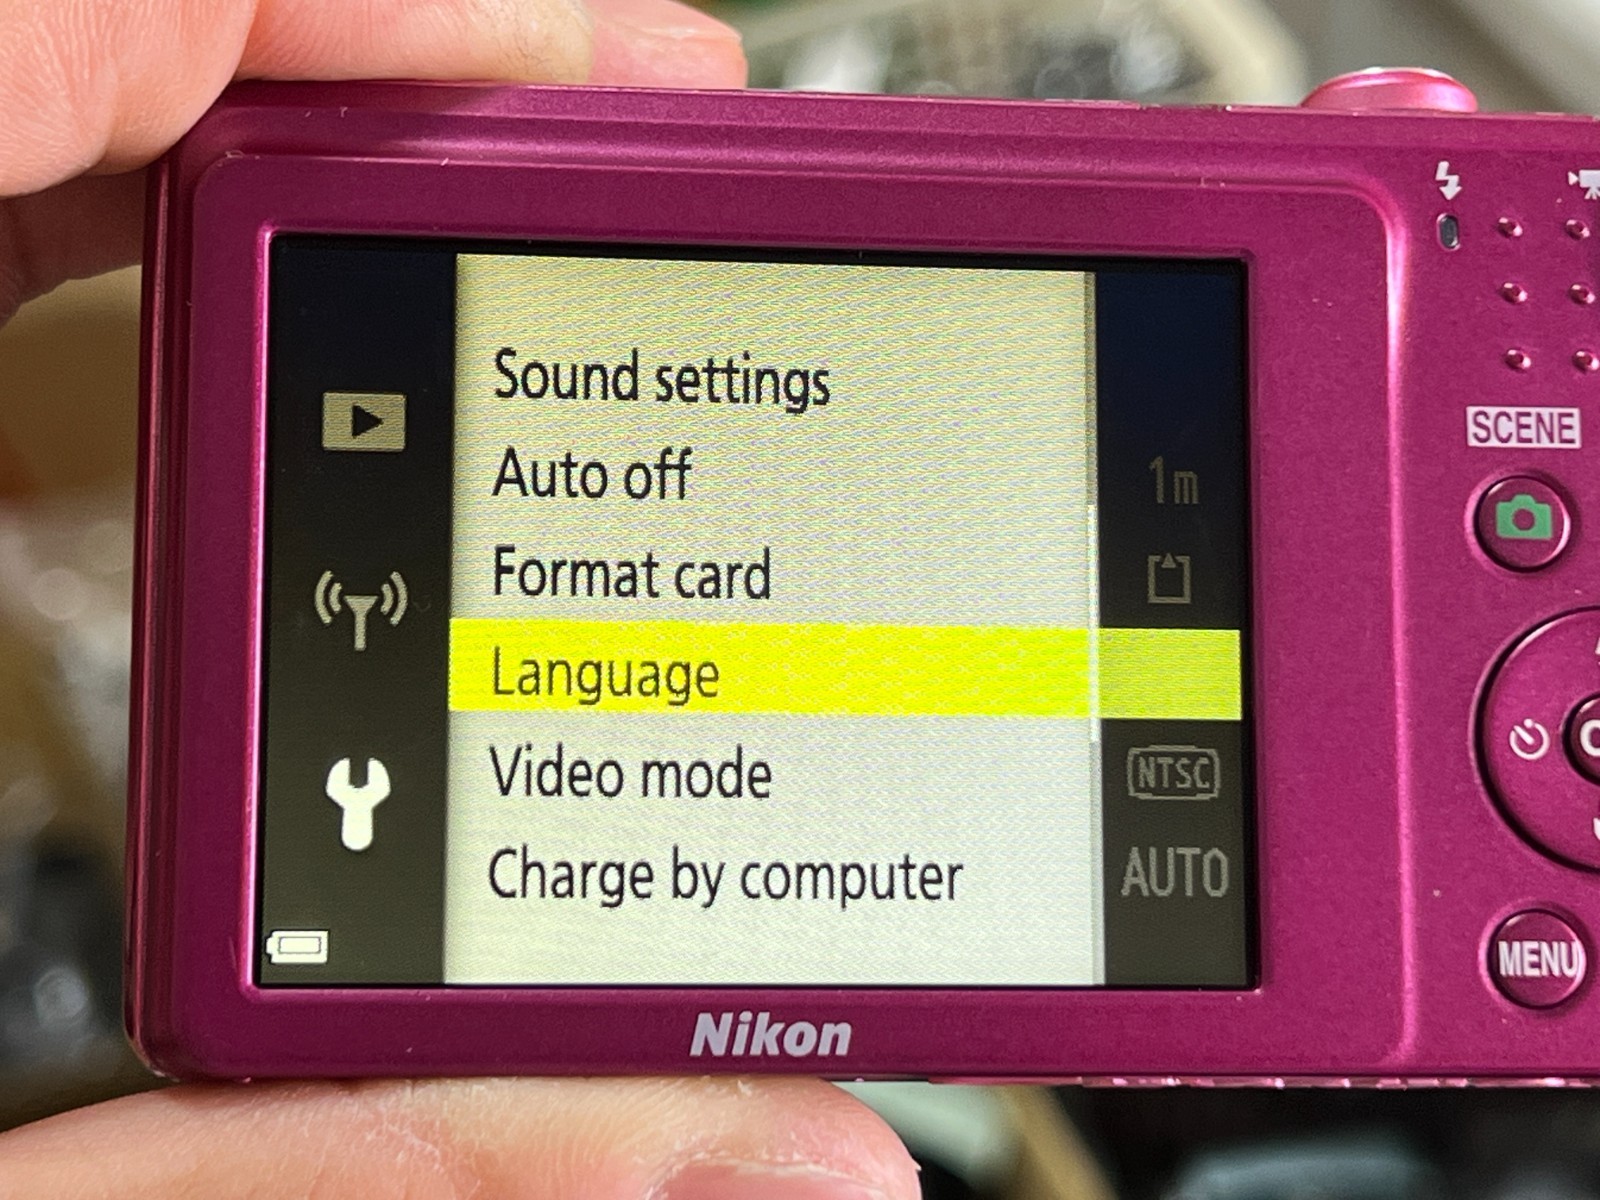 Sound settings
Auto off 1m
Format card
Language
Video mode NTSC
Charge by computer AUTO
Nikon
SCENE
MENU